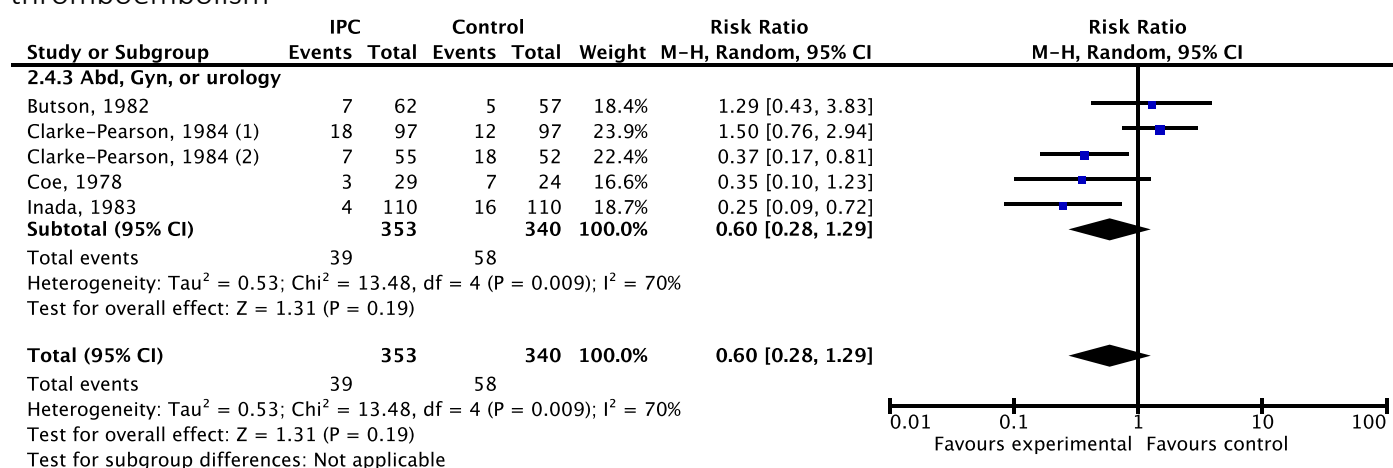 thromboembolism
IPC Control Risk Ratio Risk Ratio
Study or Subgroup Events Total Events Total Weight M-H, Random, 95% CI M-H, Random, 95% CI
2.4.3 Abd, Gyn, or urology
Butson, 1982 7 62 5 57 18.4% 1.29 [0.43, 3.83]
Clarke-Pearson, 1984 (1) 18 97 12 97 23.9% 1.50 [0.76, 2.94]
Clarke-Pearson, 1984 (2) 7 55 18 52 22.4% 0.37 [0.17, 0.81]
Coe, 1978 3 29 7 24 16.6% 0.35 [0.10, 1.23]
Inada, 1983 4 110 16 110 18.7% 0.25 [0.09, 0.72]
Subtotal (95% CI) 353 340 100.0% 0.60 [0.28, 1.29]
Total events 39 58
Heterogeneity: Tau² = 0.53; Chi² = 13.48, df = 4 (P = 0.009); I² = 70%
Test for overall effect: Z = 1.31 (P = 0.19)
Total (95% CI) 353 340 100.0% 0.60 [0.28, 1.29]
Total events 39 58
Heterogeneity: Tau² = 0.53; Chi² = 13.48, df = 4 (P = 0.009); I² = 70%
Test for overall effect: Z = 1.31 (P = 0.19)
Test for subgroup differences: Not applicable
0.01 0.1 1 10 100
Favours experimental Favours control